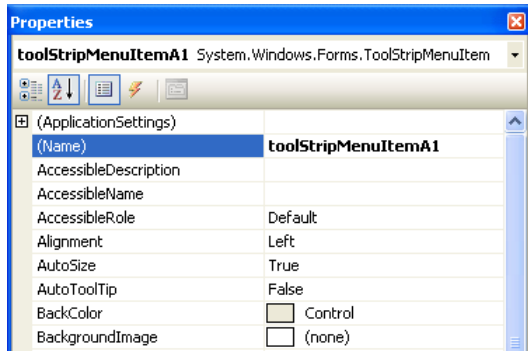 Properties
toolStripMenuItemA1 System.Windows.Forms.ToolStripMenuItem
(ApplicationSettings)
(Name) toolStripMenuItemA1
AccessibleDescription
AccessibleName
AccessibleRole Default
Alignment Left
AutoSize True
AutoToolTip False
BackColor Control
BackgroundImage (none)